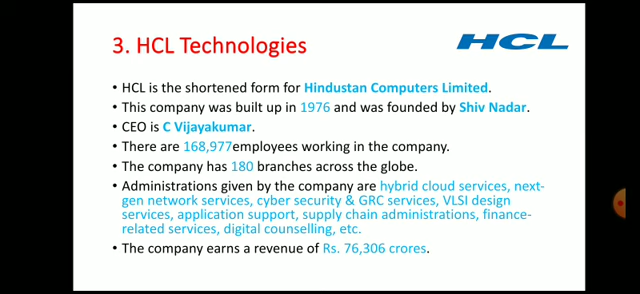 3. HCL Technologies
HCL
• HCL is the shortened form for Hindustan Computers Limited.
• This company was built up in 1976 and was founded by Shiv Nadar.
• CEO is C Vijayakumar.
• There are 168,977employees working in the company.
• The company has 180 branches across the globe.
• Administrations given by the company are hybrid cloud services, next-
gen network services, cyber security & GRC services, VLSI design
services, application support, supply chain administrations, finance-
related services, digital counselling, etc.
• The company earns a revenue of Rs. 76,306 crores.